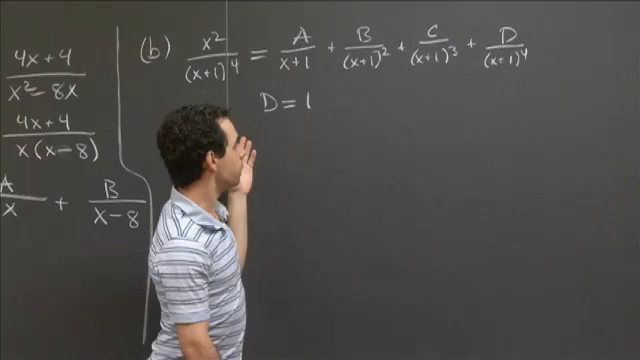 4x+4 / x²-8x
4x+4 / x(x-8)
A / x + B / x-8
(b) x² / (x+1)⁴ = A / x+1 + B / (x+1)² + C / (x+1)³ + D / (x+1)⁴
D = 1